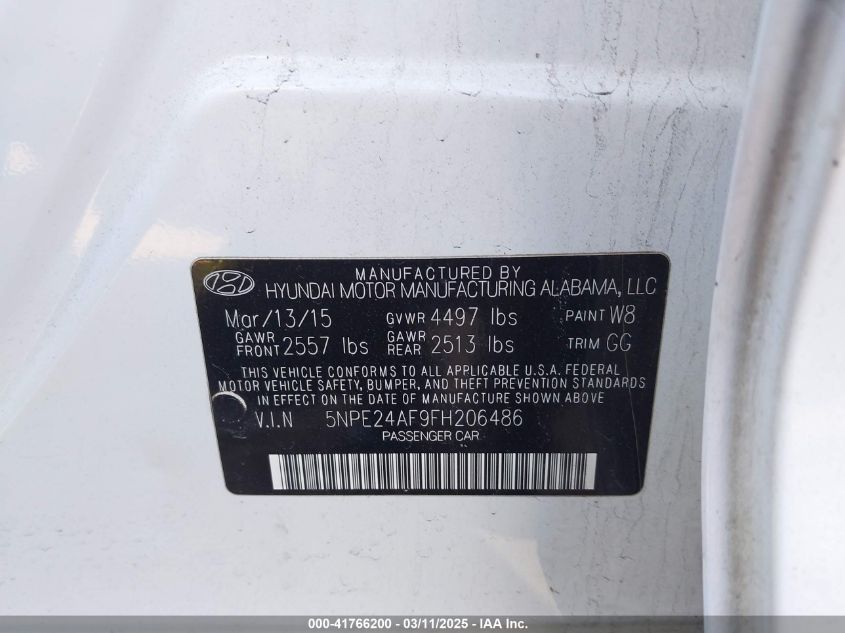 MANUFACTURED BY
HYUNDAI MOTOR MANUFACTURING ALABAMA, LLC
Mar/13/15 GVWR 4497 lbs PAINT W8
GAWR FRONT 2557 lbs GAWR REAR 2513 lbs TRIM GG
THIS VEHICLE CONFORMS TO ALL APPLICABLE U.S.A. FEDERAL
MOTOR VEHICLE SAFETY, BUMPER, AND THEFT PREVENTION STANDARDS
IN EFFECT ON THE DATE OF MANUFACTURE SHOWN ABOVE
V.I.N 5NPE24AF9FH206486
PASSENGER CAR
000-41766200 - 03/11/2025 - IAA Inc.